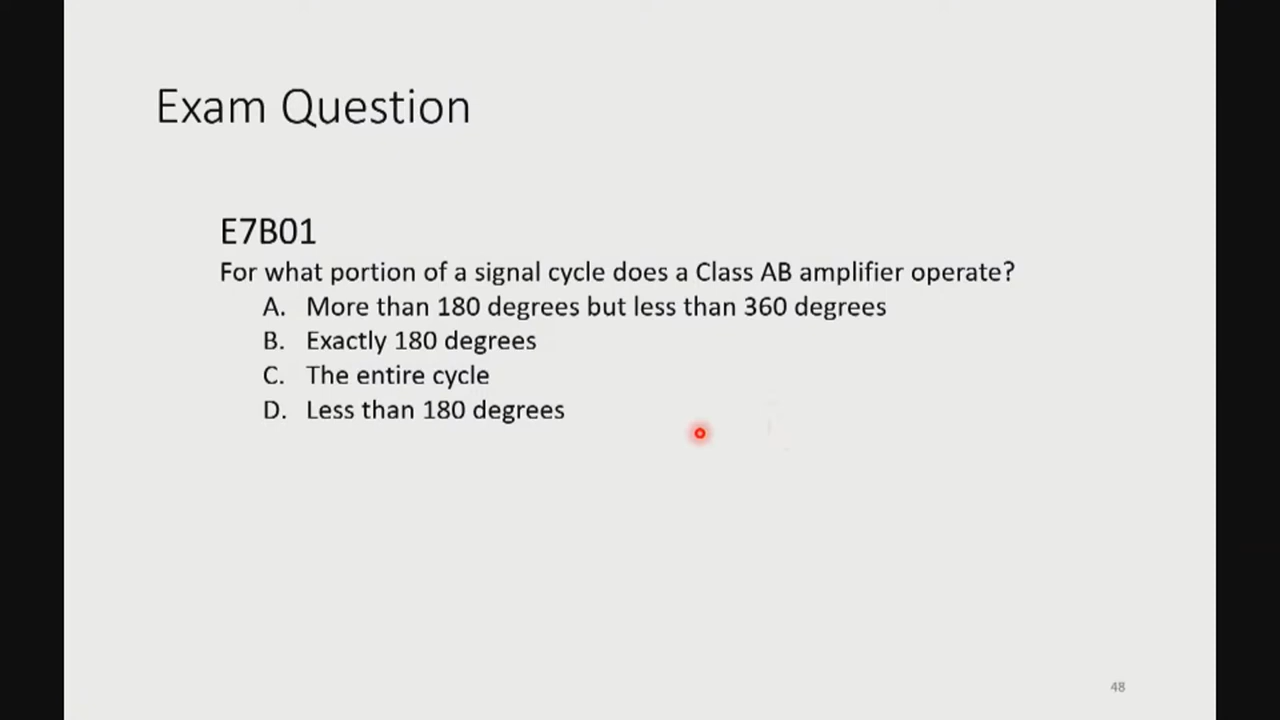 Exam Question
E7B01
For what portion of a signal cycle does a Class AB amplifier operate?
A. More than 180 degrees but less than 360 degrees
B. Exactly 180 degrees
C. The entire cycle
D. Less than 180 degrees
48